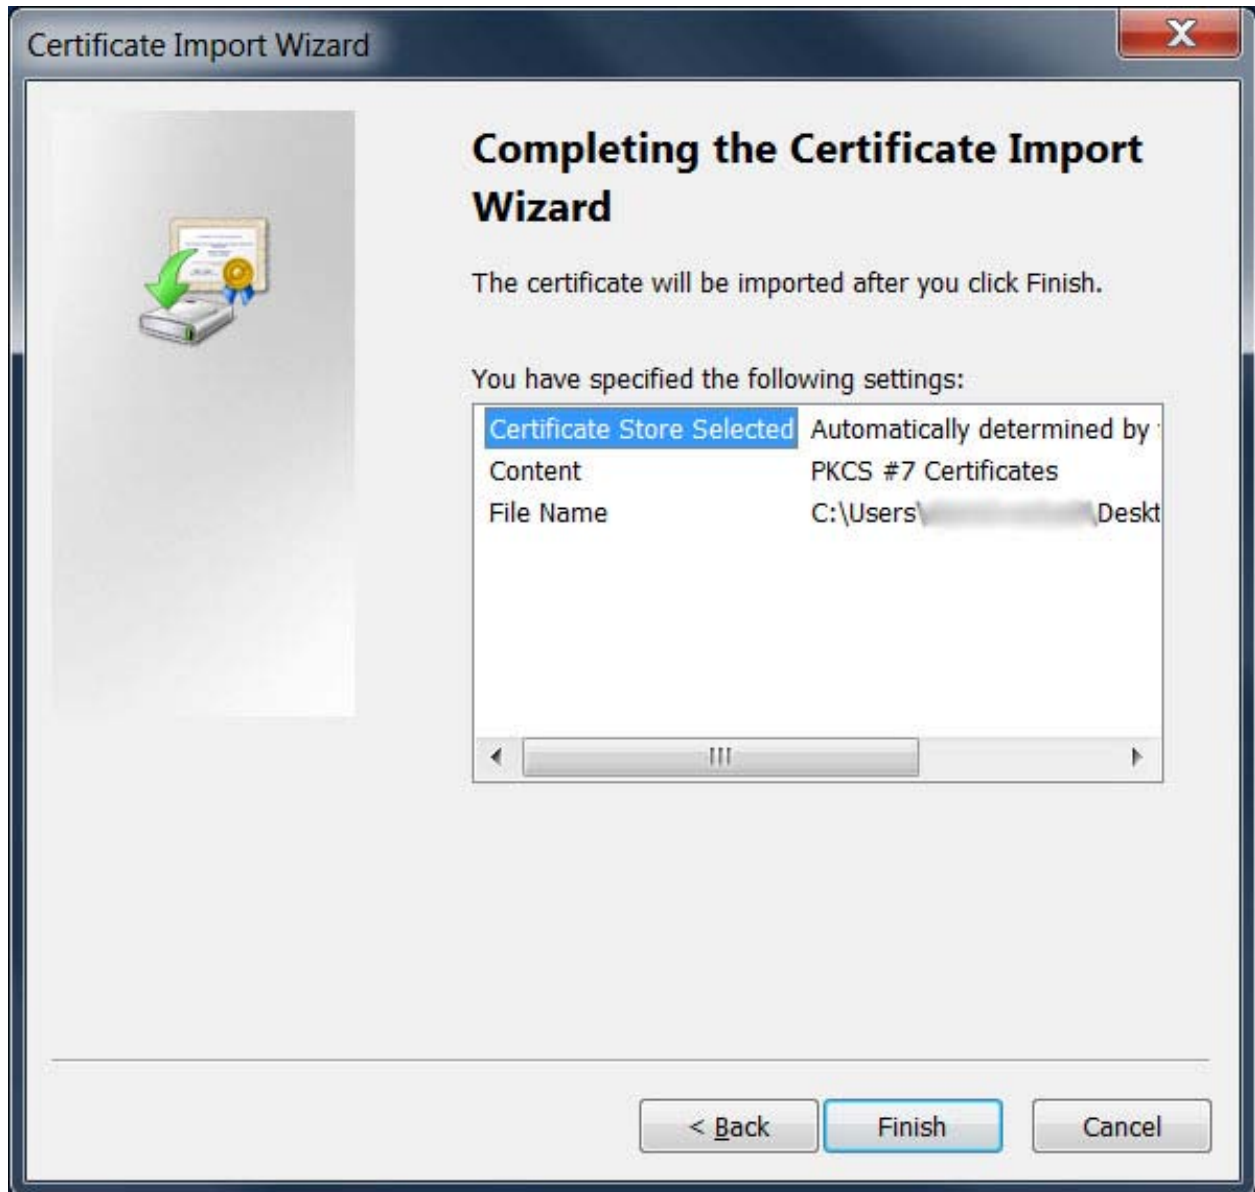 Certificate Import Wizard
Completing the Certificate Import
Wizard
The certificate will be imported after you click Finish.
You have specified the following settings:
Certificate Store Selected Automatically determined by
Content PKCS #7 Certificates
File Name C:\Users\ \Deskt
< Back Finish Cancel